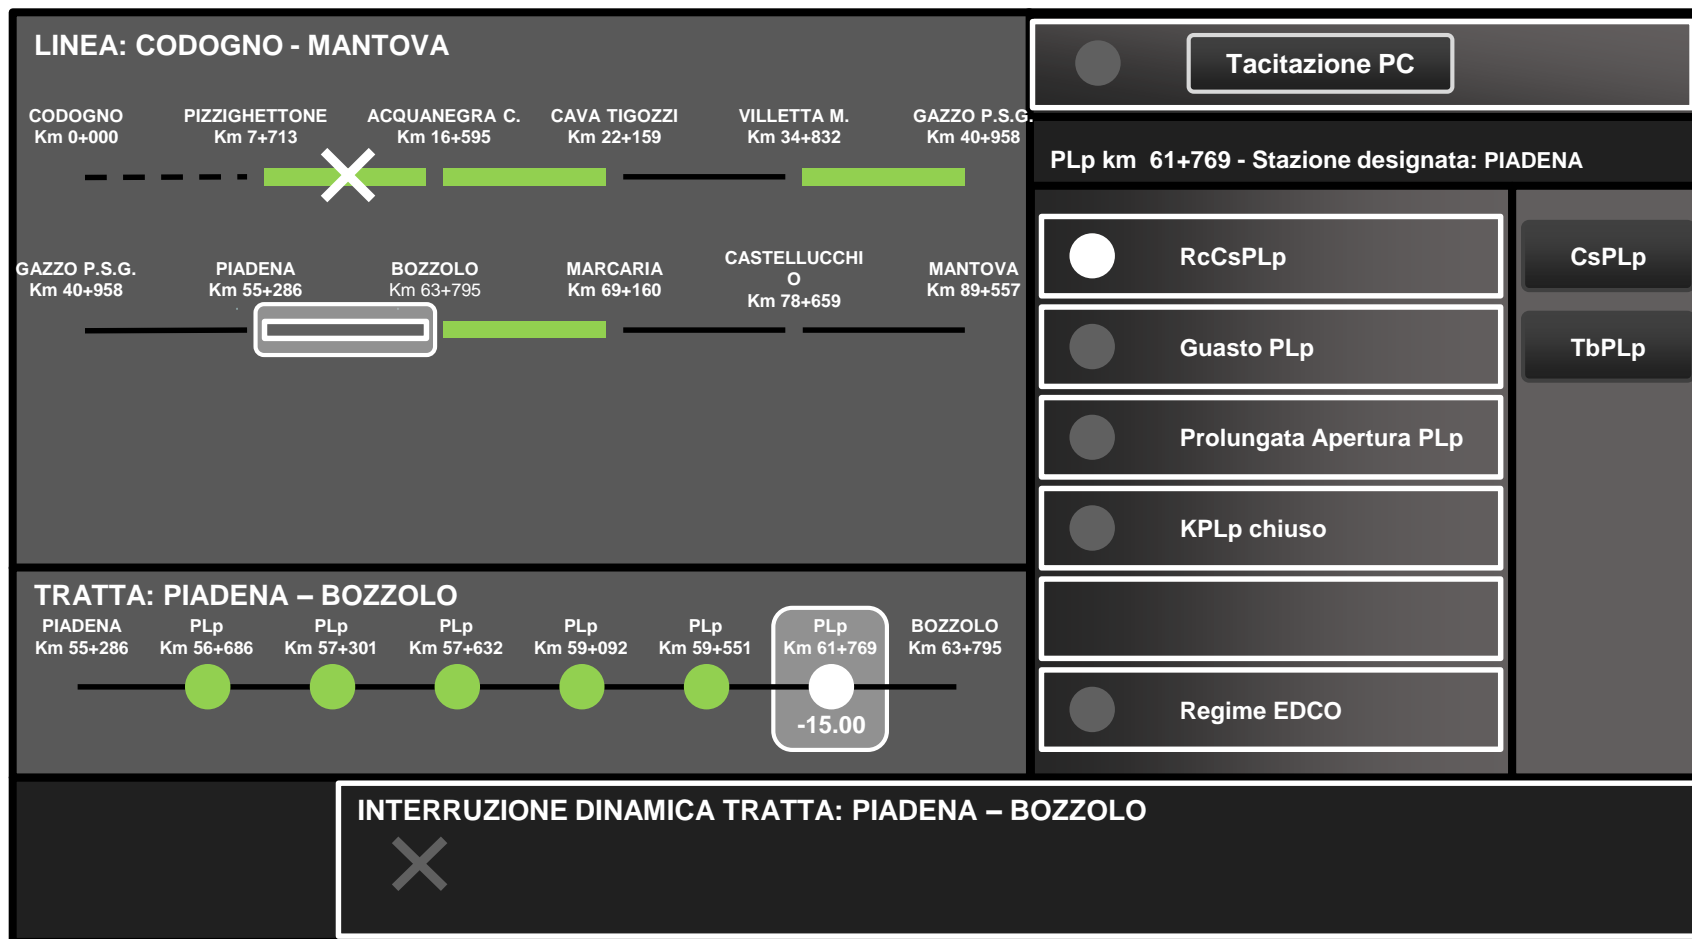 LINEA: CODOGNO - MANTOVA
Tacitazione PC
CODOGNO
Km 0+000
PIZZIGHETTONE
Km 7+713
ACQUANEGRA C.
Km 16+595
CAVA TIGOZZI
Km 22+159
VILLETTA M.
Km 34+832
GAZZO P.S.G.
Km 40+958
PLp km 61+769 - Stazione designata: PIADENA
GAZZO P.S.G.
Km 40+958
PIADENA
Km 55+286
BOZZOLO
Km 63+795
MARCARIA
Km 69+160
CASTELLUCCHI
O
Km 78+659
MANTOVA
Km 89+557
RcCsPLp
Guasto PLp
Prolungata Apertura PLp
KPLp chiuso
Regime EDCO
CsPLp
TbPLp
TRATTA: PIADENA – BOZZOLO
PIADENA
Km 55+286
PLp
Km 56+686
PLp
Km 57+301
PLp
Km 57+632
PLp
Km 59+092
PLp
Km 59+551
PLp
Km 61+769
-15.00
BOZZOLO
Km 63+795
INTERRUZIONE DINAMICA TRATTA: PIADENA – BOZZOLO